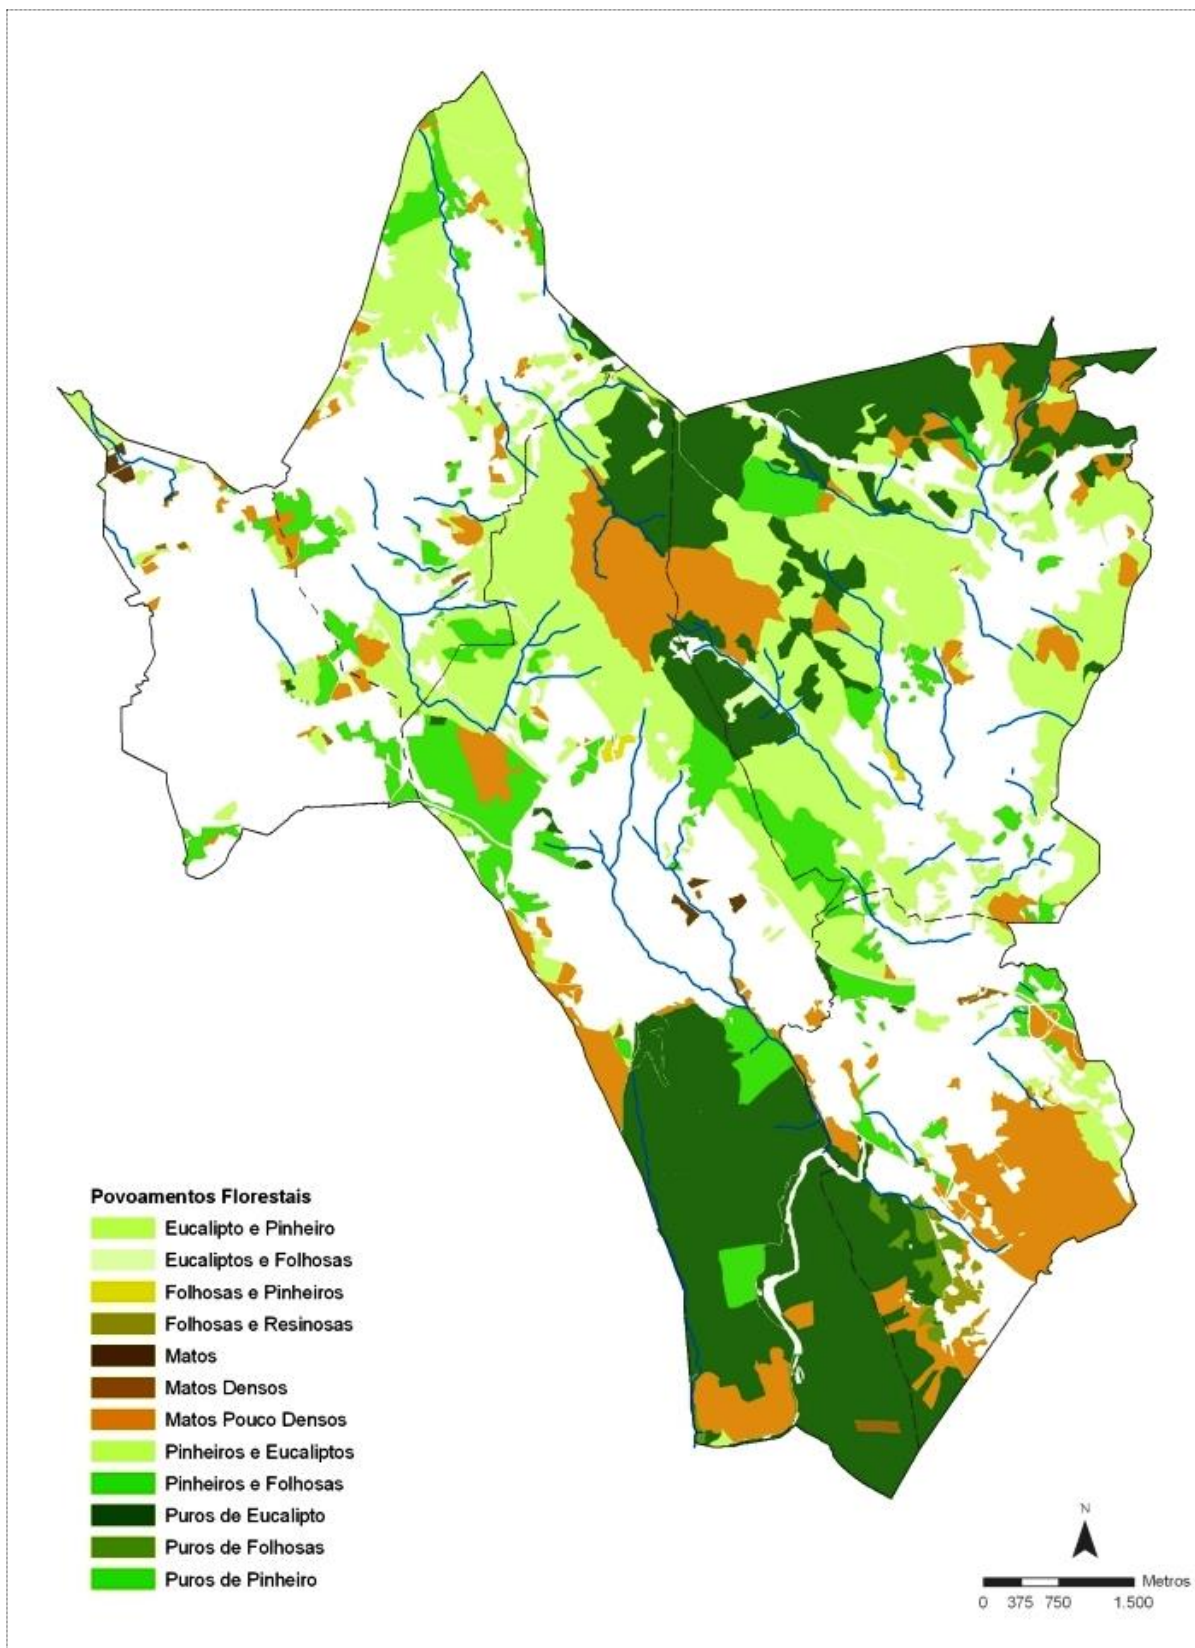 Povoamentos Florestais
Eucalipto e Pinheiro
Eucaliptos e Folhosas
Folhosas e Pinheiros
Folhosas e Resinosas
Matos
Matos Densos
Matos Pouco Densos
Pinheiros e Eucaliptos
Pinheiros e Folhosas
Puros de Eucalipto
Puros de Folhosas
Puros de Pinheiro
N
Metros
0 375 750 1.500